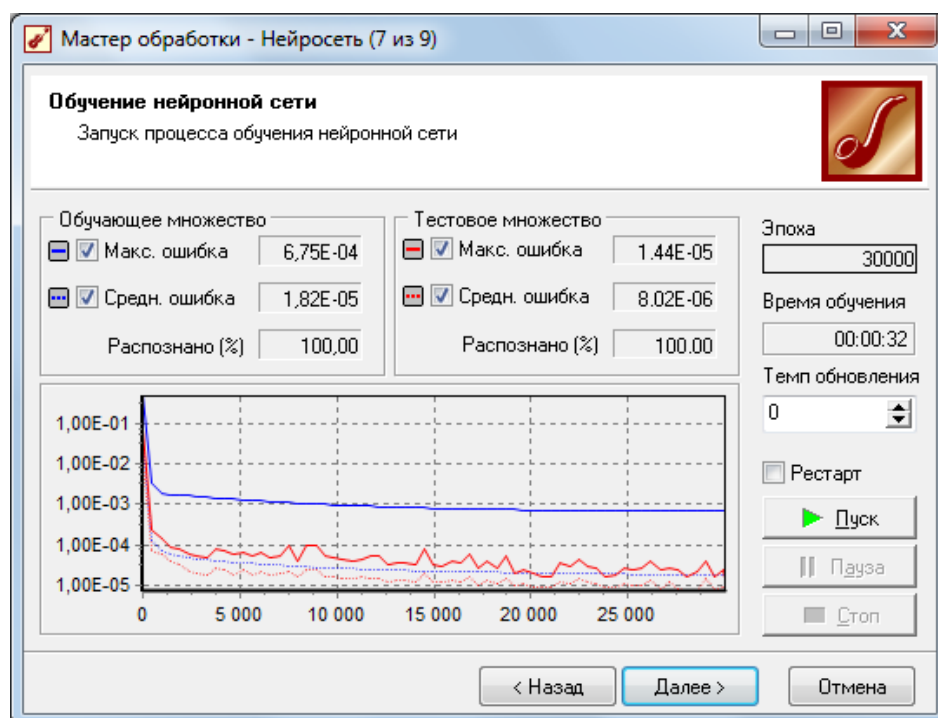 Мастер обработки - Нейросеть (7 из 9)
Обучение нейронной сети
Запуск процесса обучения нейронной сети
Обучающее множество
Макс. ошибка 6,75E-04
Средн. ошибка 1,82E-05
Распознано (%) 100,00
Тестовое множество
Макс. ошибка 1.44E-05
Средн. ошибка 8.02E-06
Распознано (%) 100.00
Эпоха
30000
Время обучения
00:00:32
Темп обновления
0
Рестарт
Пуск
Пауза
Стоп
1,00E-01
1,00E-02
1,00E-03
1,00E-04
1,00E-05
0 5 000 10 000 15 000 20 000 25 000
< Назад Далее > Отмена